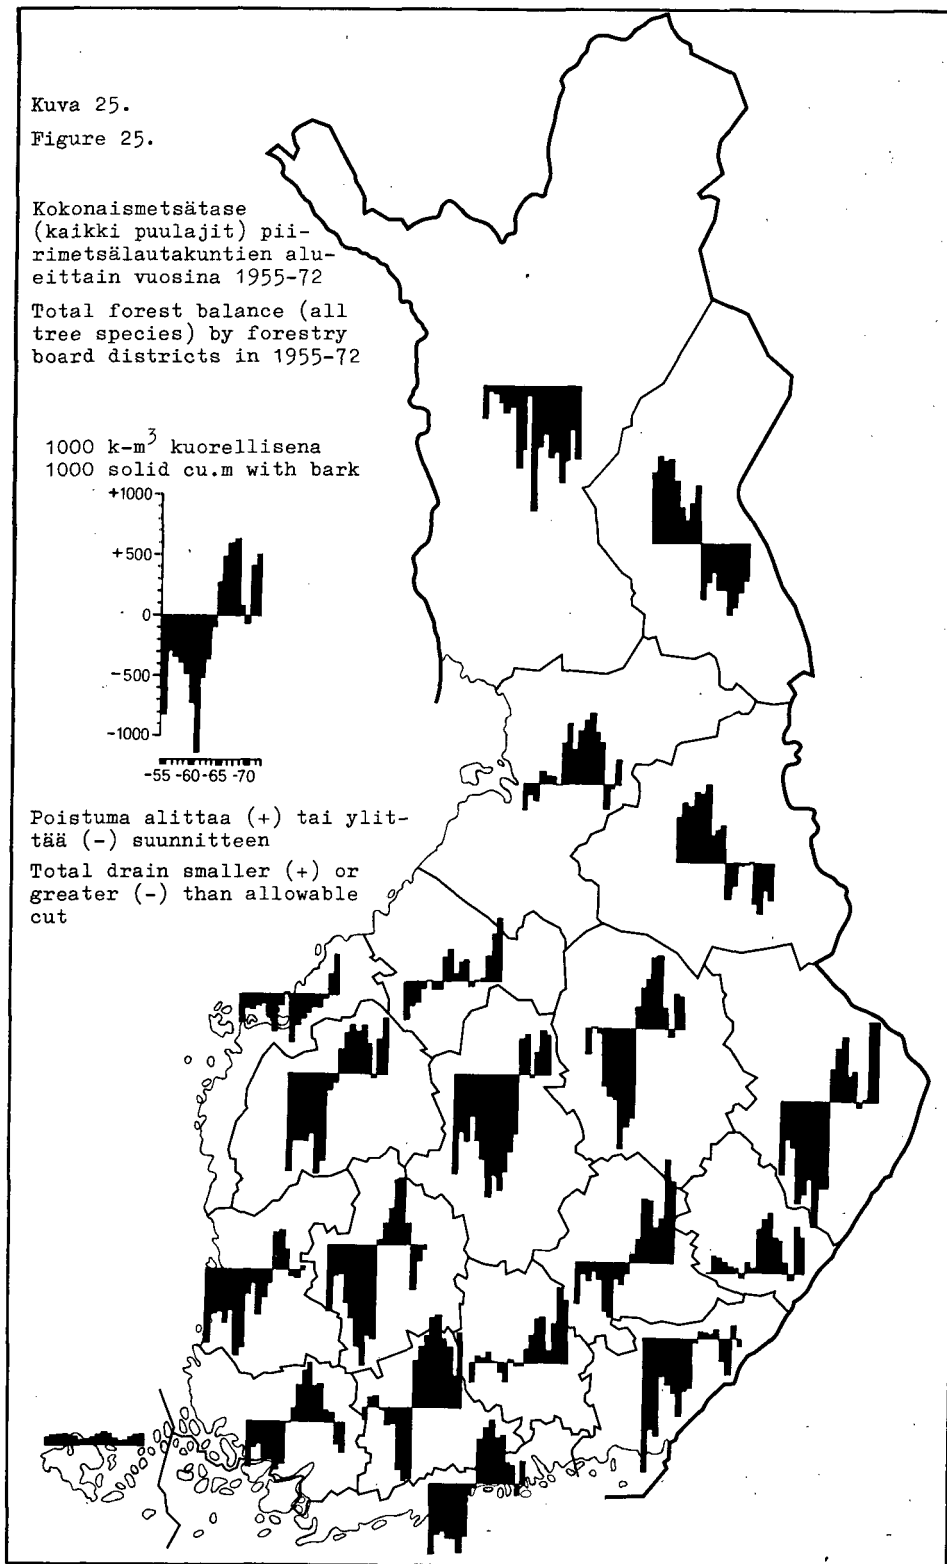 Kuva 25.
Figure 25.
Kokonaismetsätase
(kaikki puulajit) pii-
rimetsälautakuntien alu-
eittain vuosina 1955-72
Total forest balance (all
tree species) by forestry
board districts in 1955-72
1000 k-m³ kuorellisena
1000 solid cu.m with bark
+1000
+500
0
-500
-1000
-55 -60 -65 -70
Poistuma alittaa (+) tai ylit-
tää (-) suunnitteen
Total drain smaller (+) or
greater (-) than allowable
cut